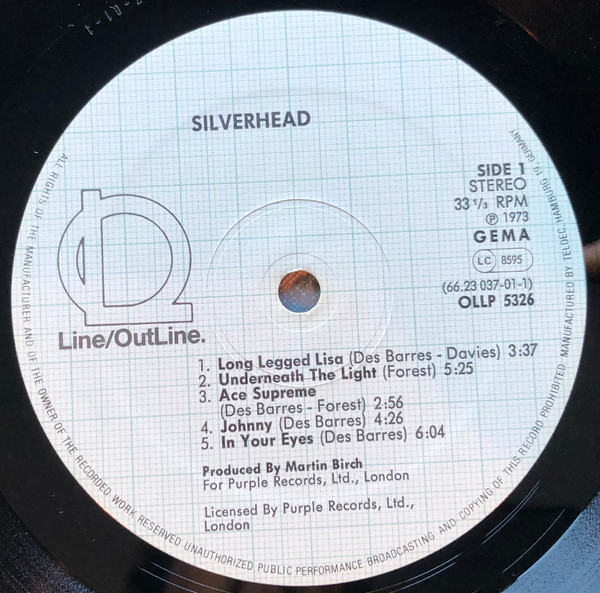 SILVERHEAD
SIDE 1
STEREO
33 1/3 RPM
Ⓟ 1973
GEMA
LC 8595
(66.23 037-01-1)
OLLP 5326
Line/OutLine.
1. Long Legged Lisa (Des Barres - Davies) 3:37
2. Underneath The Light (Forest) 5:25
3. Ace Supreme
(Des Barres - Forest) 2:56
4. Johnny (Des Barres) 4:26
5. In Your Eyes (Des Barres) 6:04
Produced By Martin Birch
For Purple Records, Ltd., London
Licensed By Purple Records, Ltd.,
London
ALL RIGHTS OF THE MANUFACTURER AND OF THE OWNER OF THE RECORDED WORK RESERVED UNAUTHORIZED PUBLIC PERFORMANCE BROADCASTING AND COPYING OF THIS RECORD PROHIBITED. MANUFACTURED BY TELDEC, HAMBURG 19, GERMANY